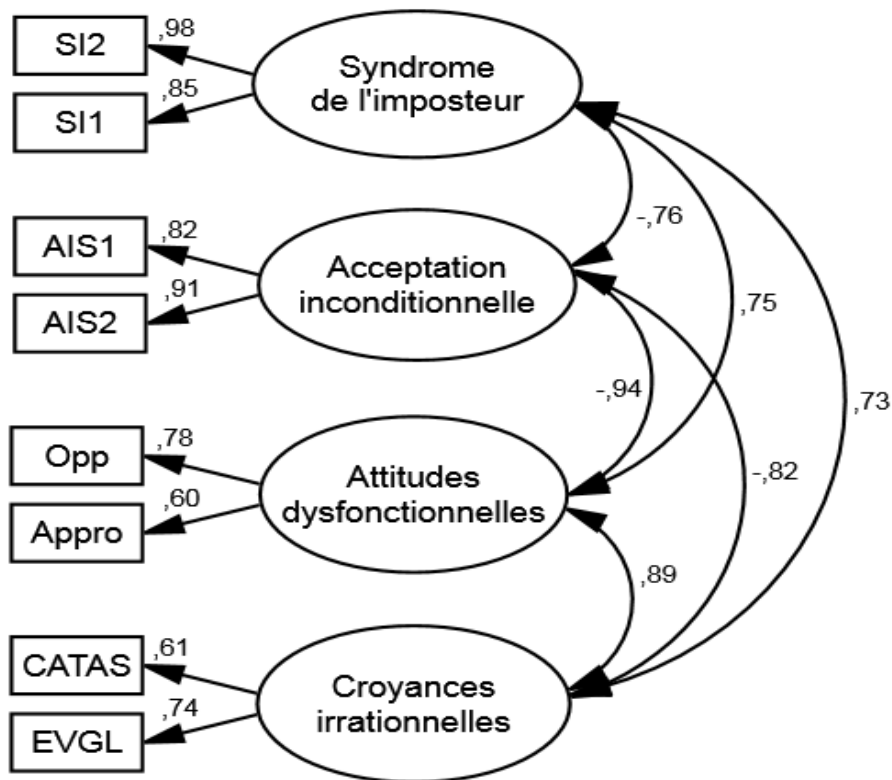 SI2
,98
SI1
,85
Syndrome
de l'imposteur
-,76
AIS1
,82
AIS2
,91
Acceptation
inconditionnelle
,75
-,94
,73
Opp
,78
Appro
,60
Attitudes
dysfonctionnelles
-,82
,89
CATAS
,61
EVGL
,74
Croyances
irrationnelles